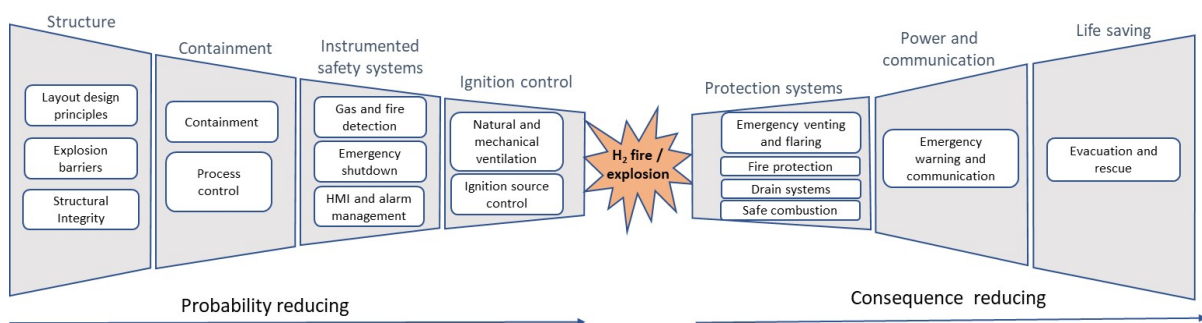 Structure
Layout design
principles
Explosion
barriers
Structural
Integrity
Containment
Containment
Process
control
Instrumented
safety systems
Gas and fire
detection
Emergency
shutdown
HMI and alarm
management
Ignition control
Natural and
mechanical
ventilation
Ignition source
control
H₂ fire /
explosion
Protection systems
Emergency venting
and flaring
Fire protection
Drain systems
Safe combustion
Power and
communication
Emergency
warning and
communication
Life saving
Evacuation and
rescue
Probability reducing
Consequence reducing